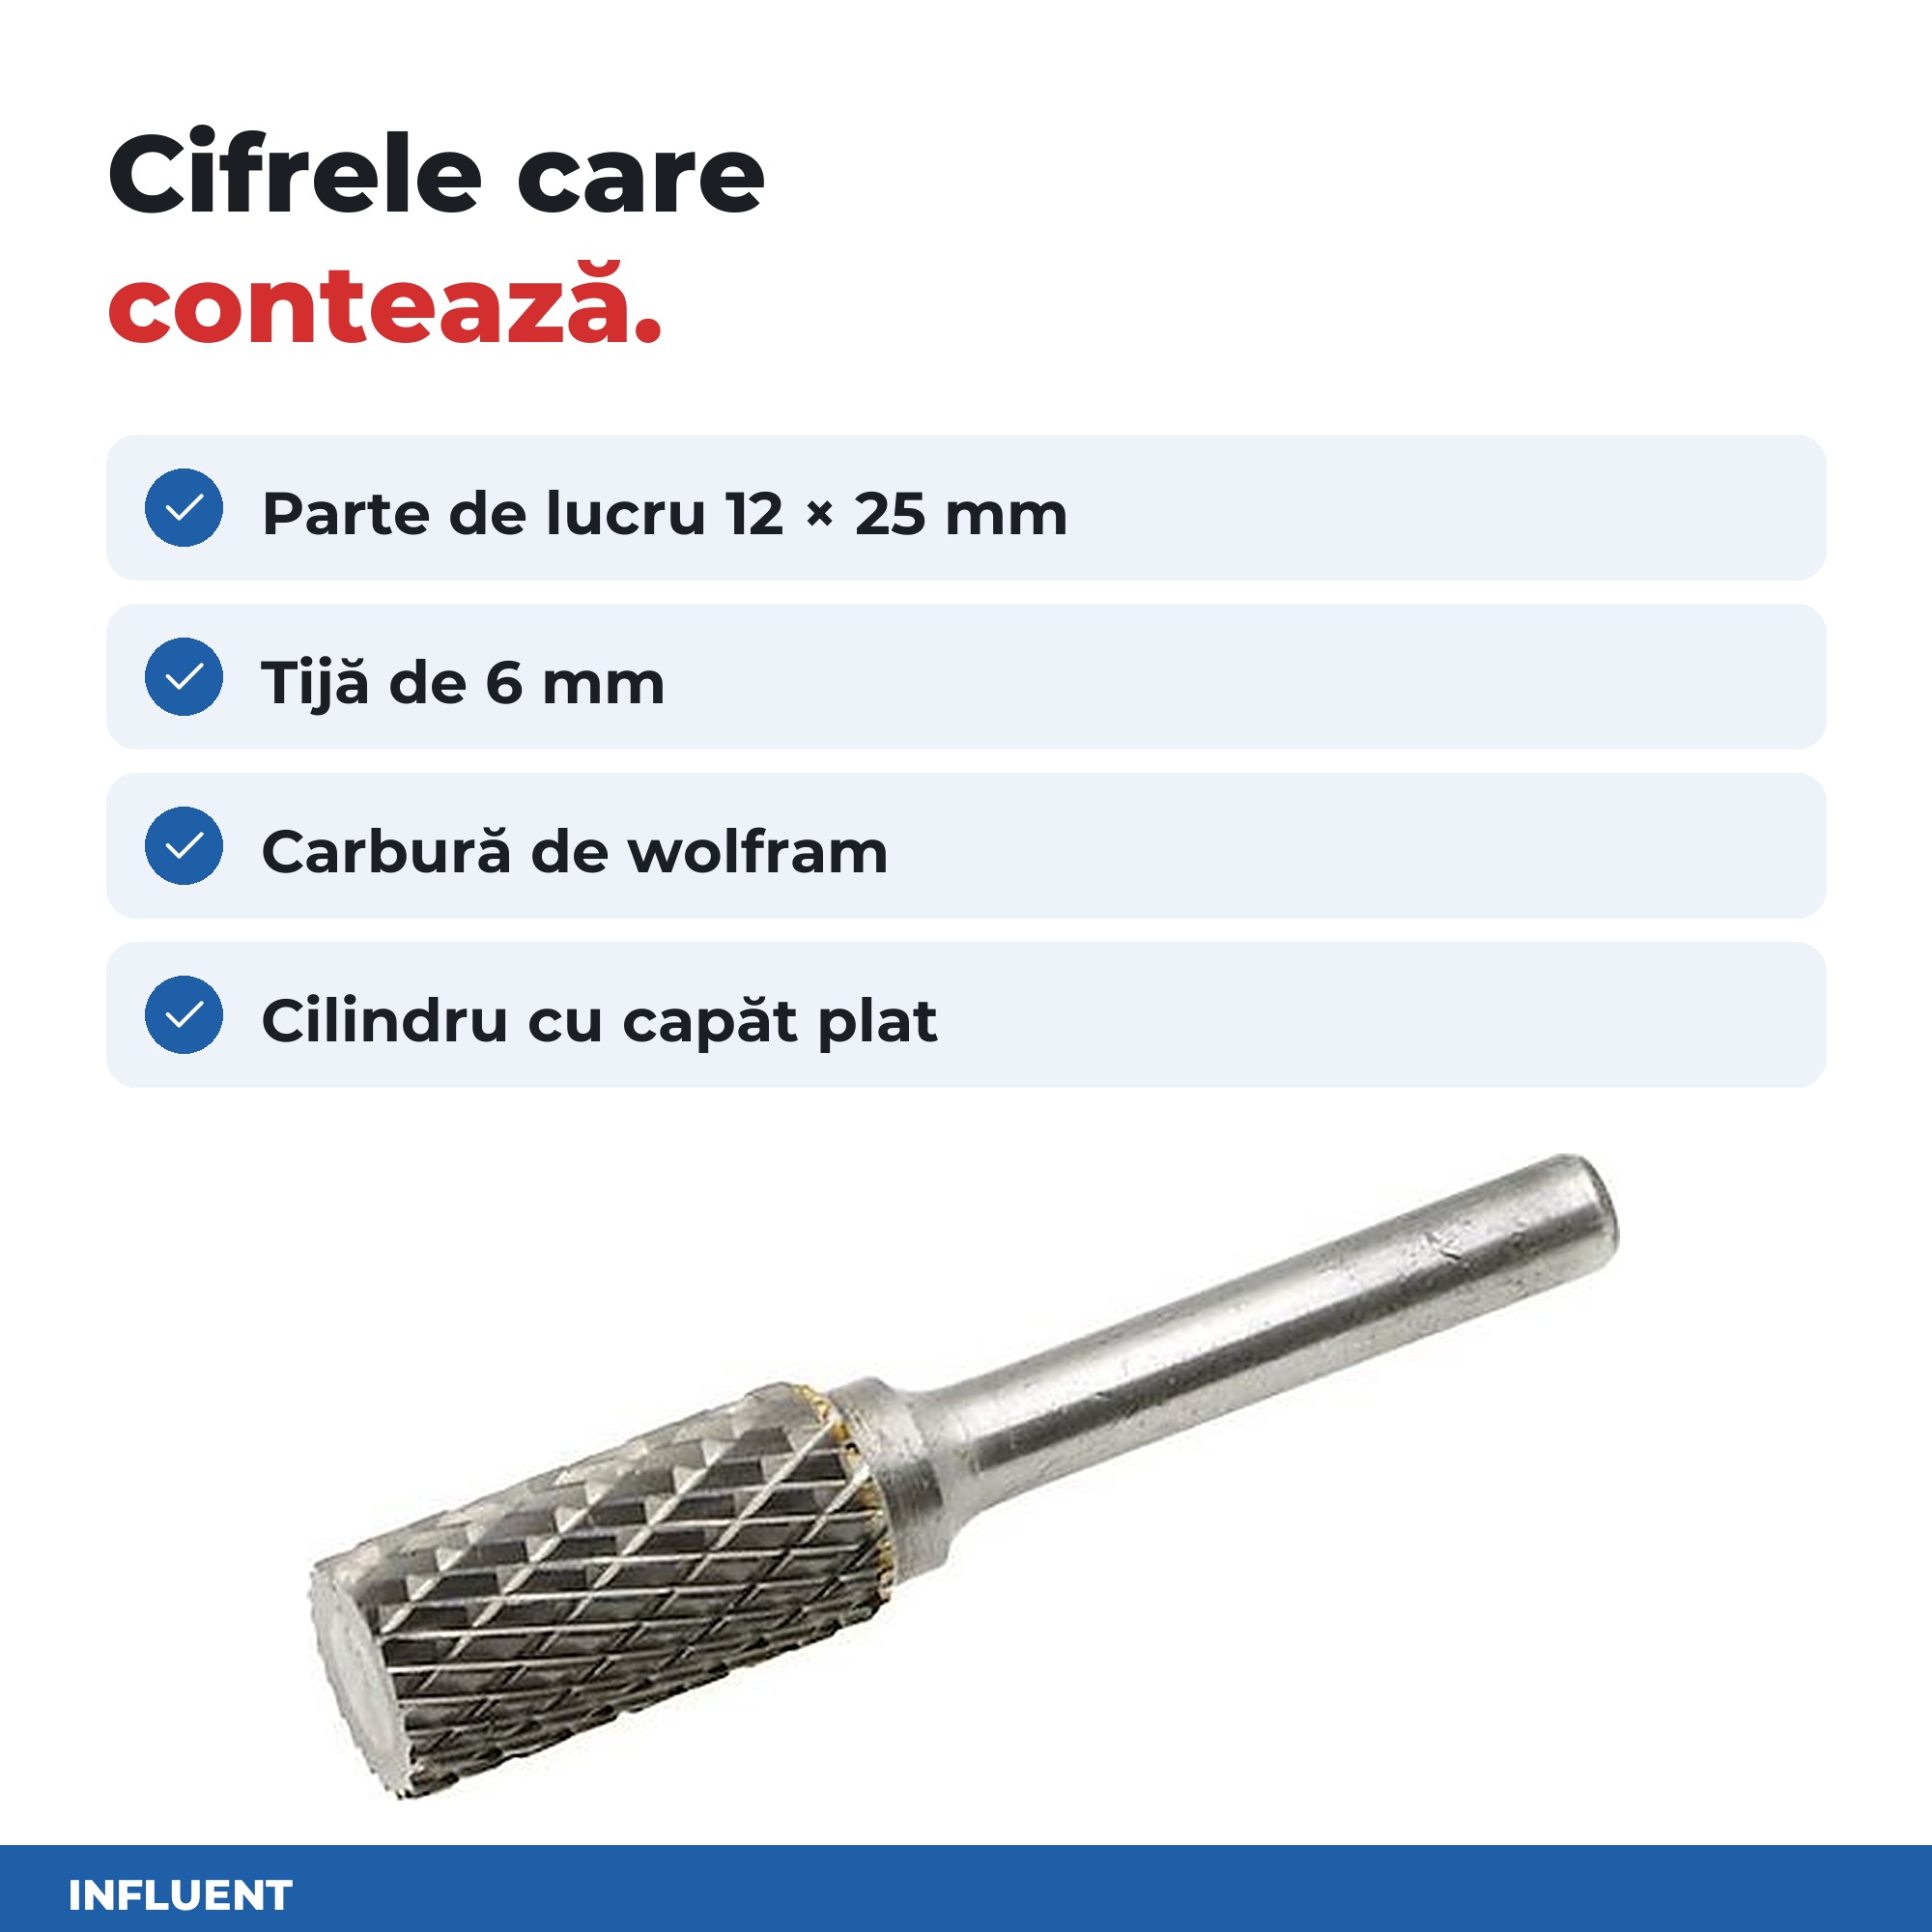 Cifrele care
contează.
Parte de lucru 12 × 25 mm
Tijă de 6 mm
Carbură de wolfram
Cilindru cu capăt plat
INFLUENT